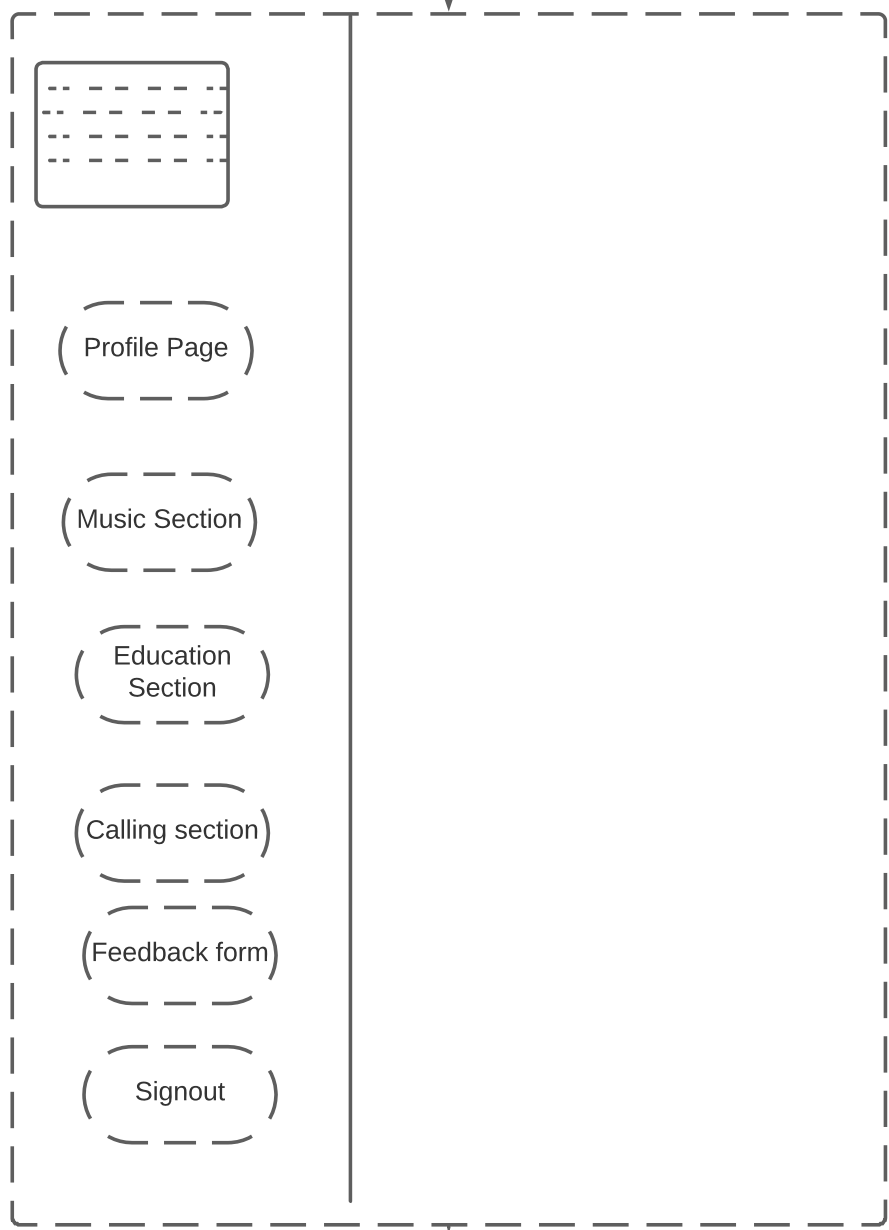 Profile Page
Music Section
Education
Section
Calling section
Feedback form
Signout